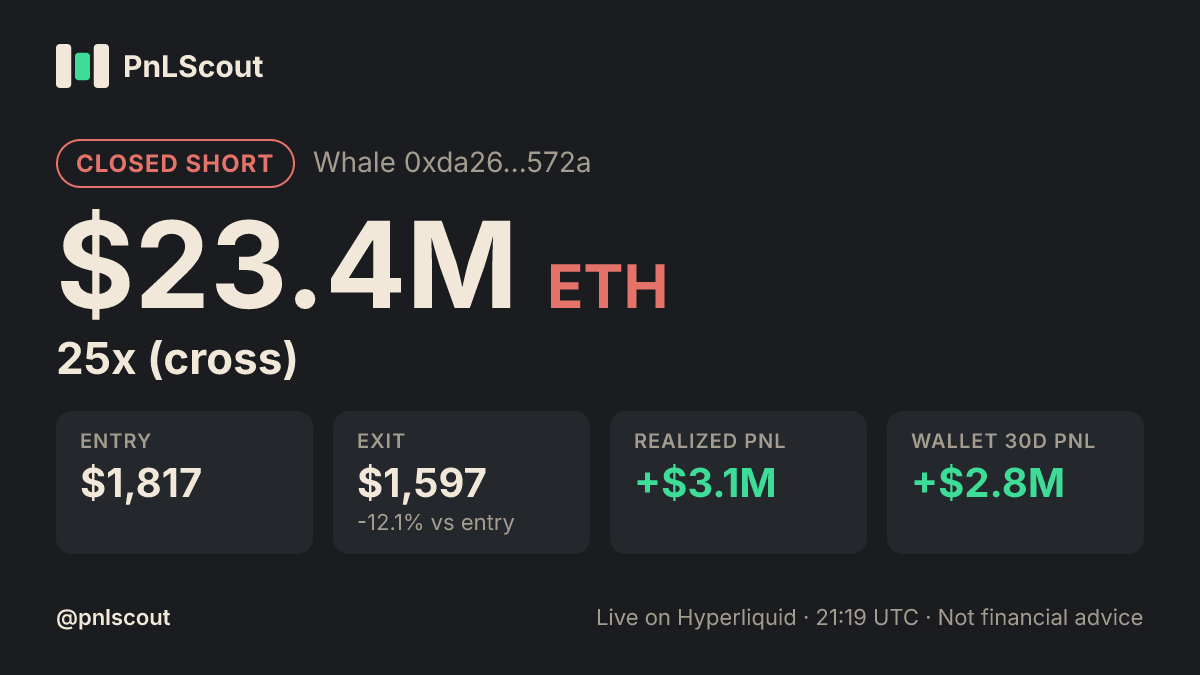 PnLScout
CLOSED SHORT Whale 0xda26...572a
$23.4M ETH
25x (cross)
ENTRY
$1,817
EXIT
$1,597
-12.1% vs entry
REALIZED PNL
+$3.1M
WALLET 30D PNL
+$2.8M
@pnlscout
Live on Hyperliquid · 21:19 UTC · Not financial advice